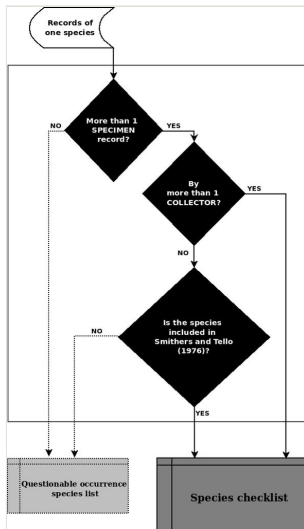 Records of
one species
More than 1
SPECIMEN
record?
NO
YES
By
more than 1
COLLECTOR?
YES
NO
Is the species
included in
Smithers and Tello
(1976)?
NO
YES
Questionable occurrence
species list
Species checklist